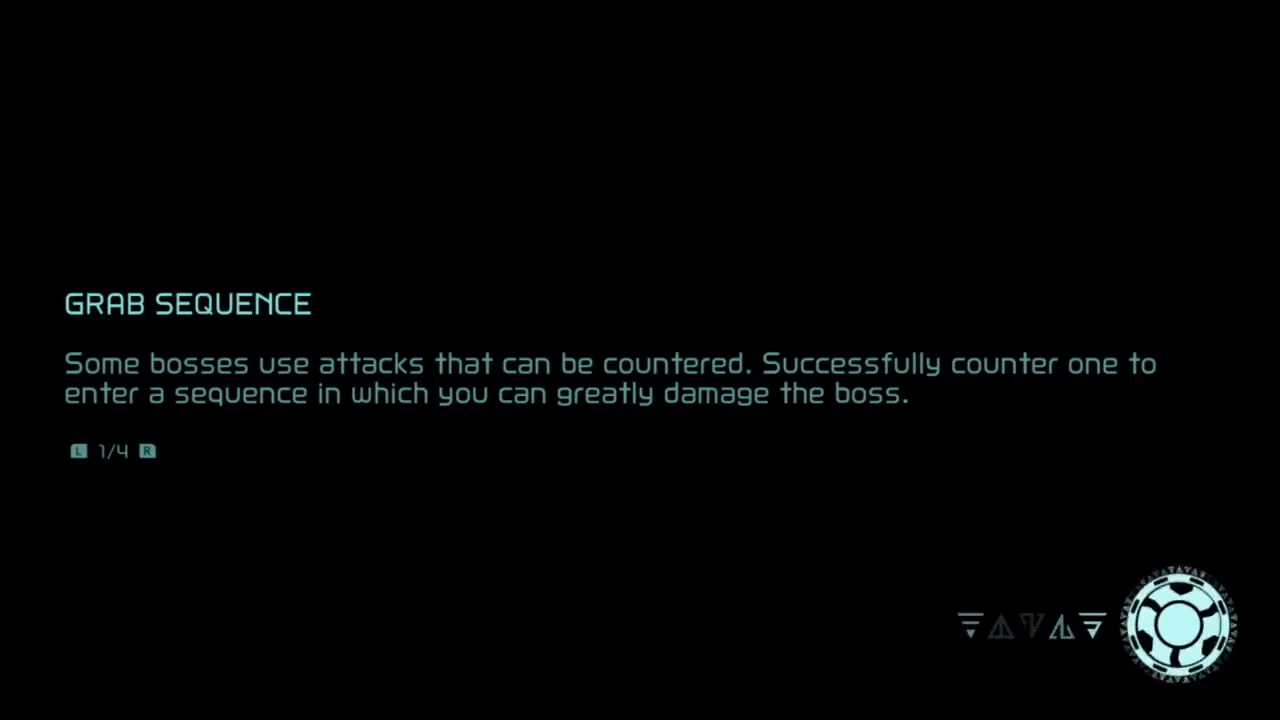 GRAB SEQUENCE
Some bosses use attacks that can be countered. Successfully counter one to
enter a sequence in which you can greatly damage the boss.
L 1/4 R